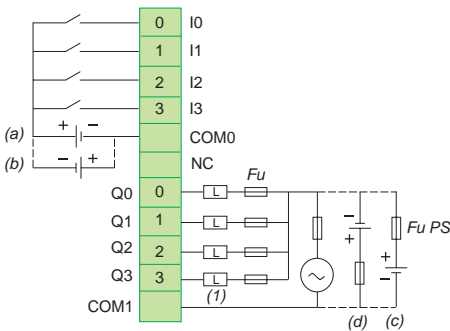 0 I0
1 I1
2 I2
3 I3
(a) + − COM0
(b) − + NC
Q0 0 L Fu
Q1 1 L
Q2 2 L
Q3 3 L
(1)
COM1
− +
Fu PS
+ −
(d) (c)